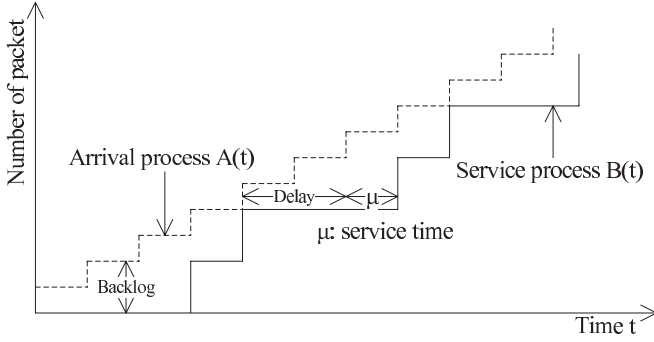 Number of packet
Arrival process A(t)
Delay
μ
Service process B(t)
μ: service time
Backlog
Time t